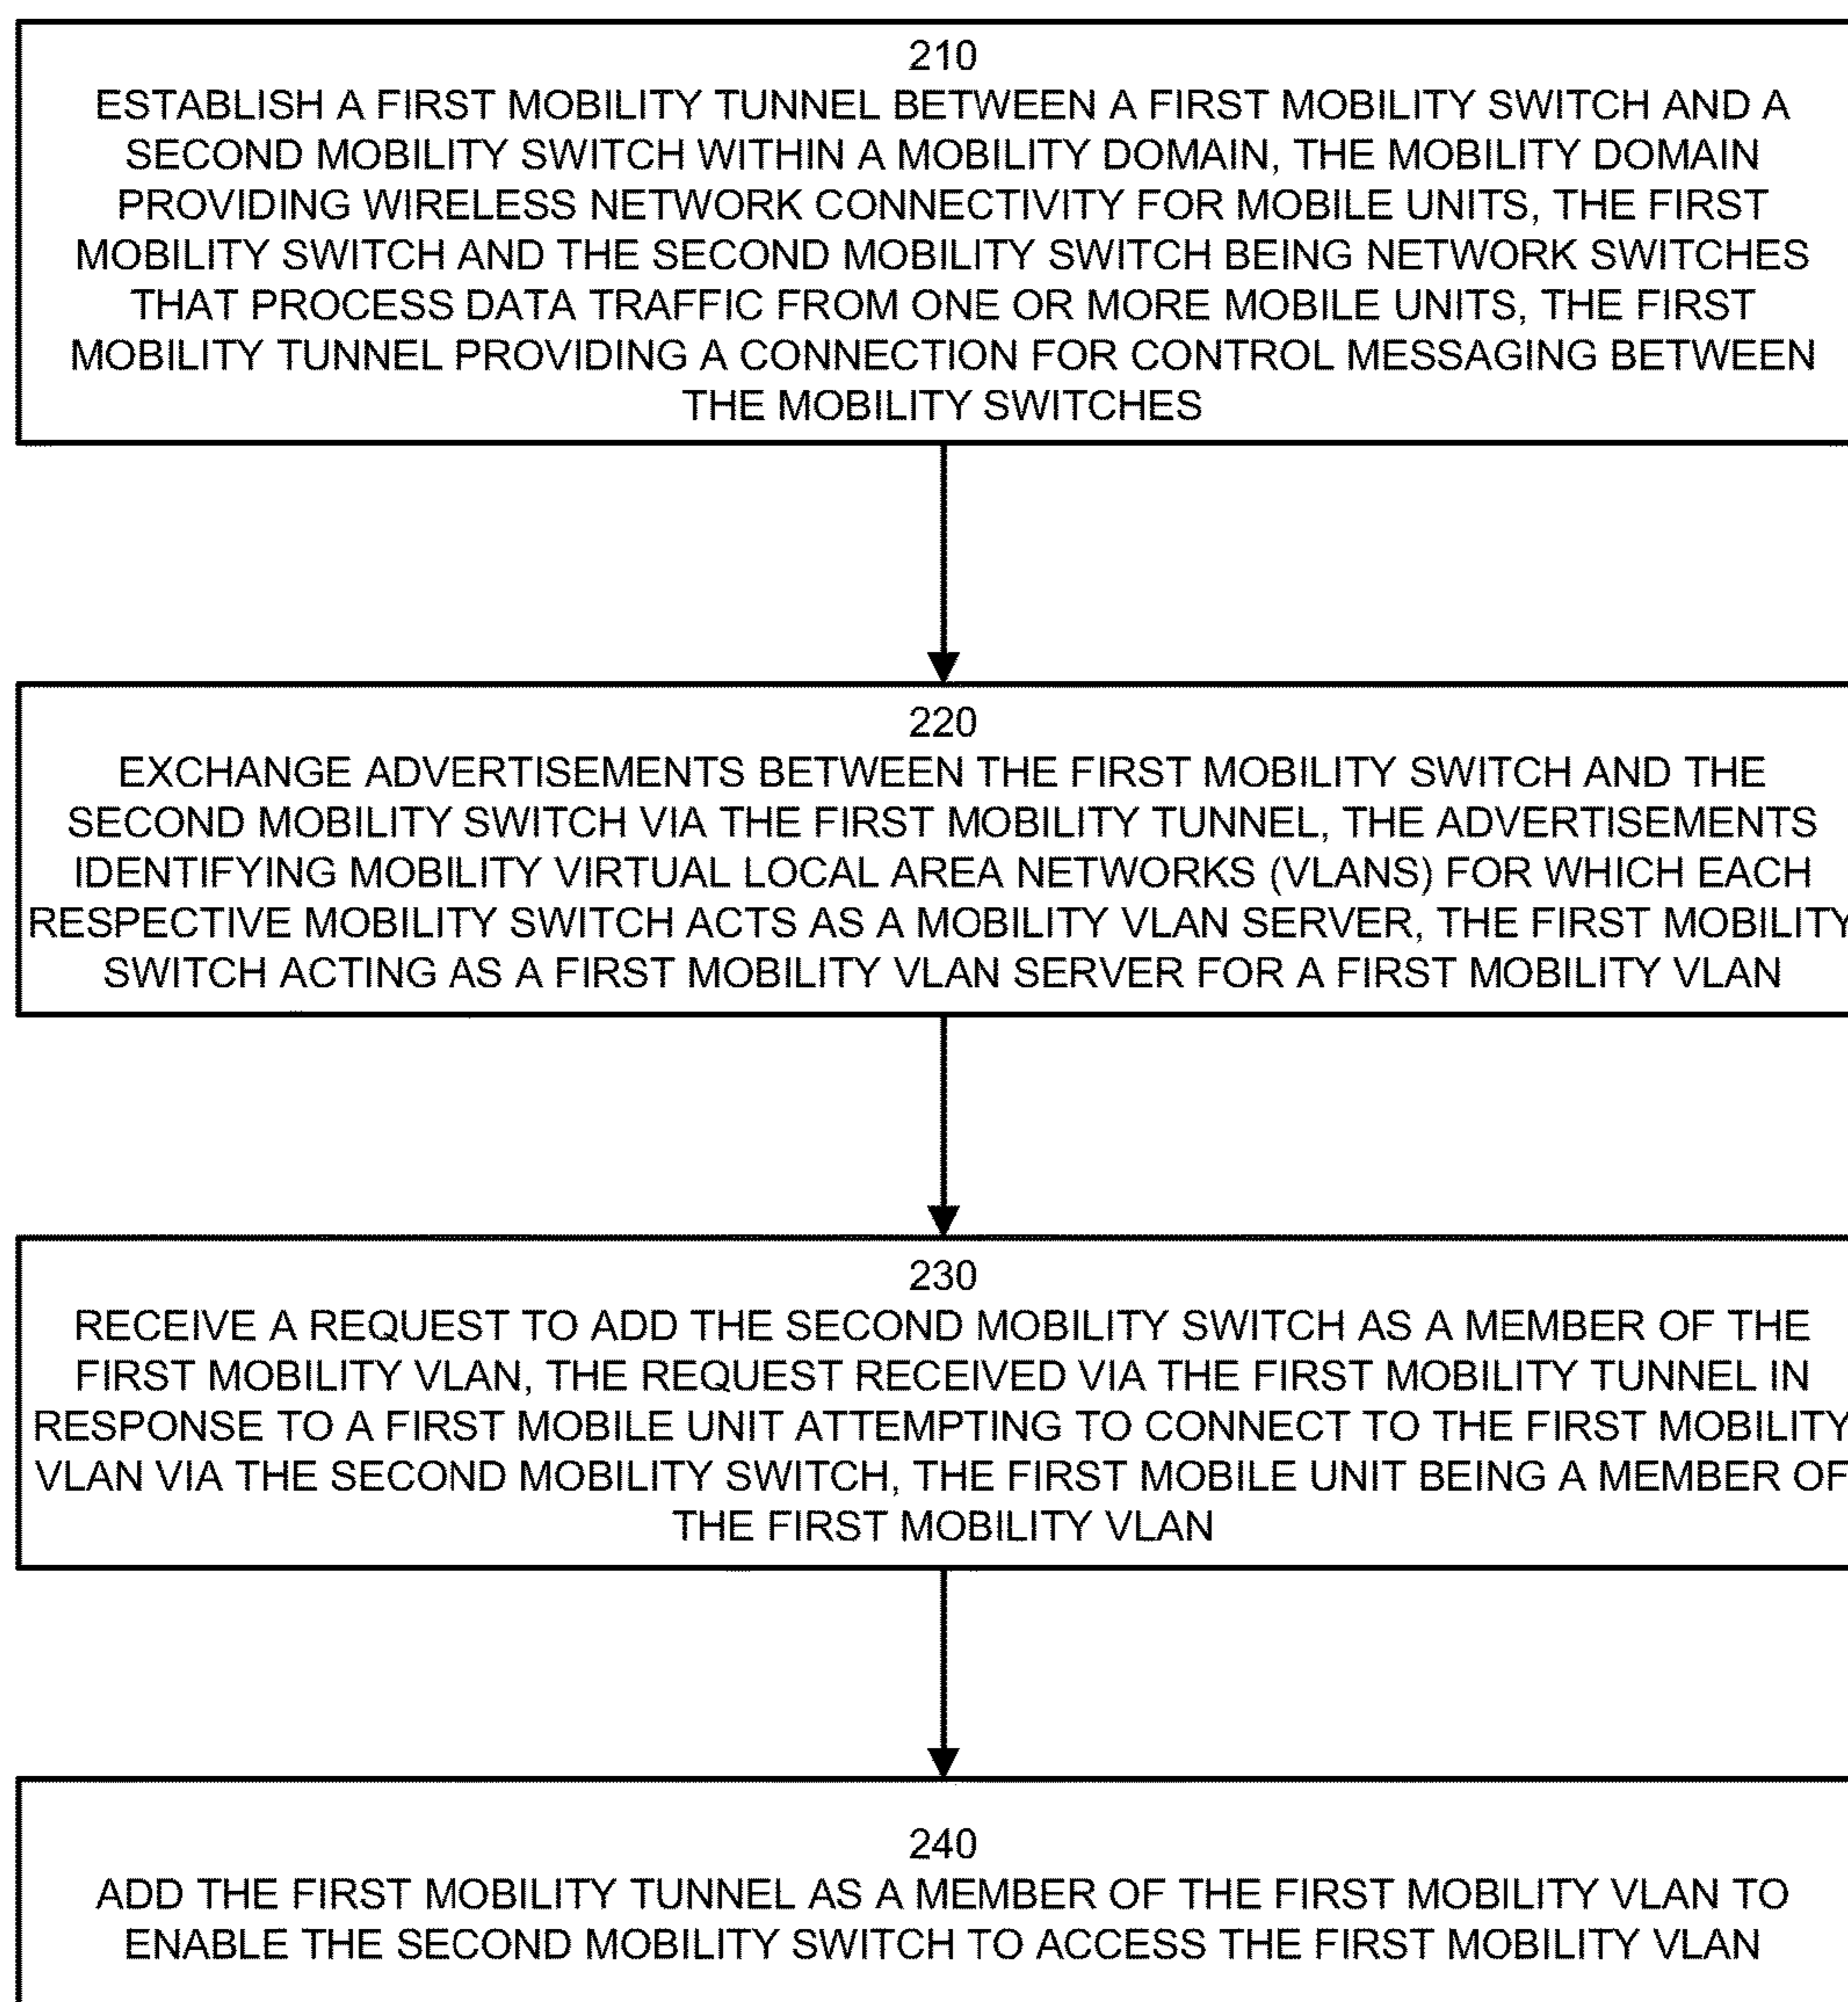 210
ESTABLISH A FIRST MOBILITY TUNNEL BETWEEN A FIRST MOBILITY SWITCH AND A
SECOND MOBILITY SWITCH WITHIN A MOBILITY DOMAIN, THE MOBILITY DOMAIN
PROVIDING WIRELESS NETWORK CONNECTIVITY FOR MOBILE UNITS, THE FIRST
MOBILITY SWITCH AND THE SECOND MOBILITY SWITCH BEING NETWORK SWITCHES
THAT PROCESS DATA TRAFFIC FROM ONE OR MORE MOBILE UNITS, THE FIRST
MOBILITY TUNNEL PROVIDING A CONNECTION FOR CONTROL MESSAGING BETWEEN
THE MOBILITY SWITCHES
220
EXCHANGE ADVERTISEMENTS BETWEEN THE FIRST MOBILITY SWITCH AND THE
SECOND MOBILITY SWITCH VIA THE FIRST MOBILITY TUNNEL, THE ADVERTISEMENTS
IDENTIFYING MOBILITY VIRTUAL LOCAL AREA NETWORKS (VLANS) FOR WHICH EACH
RESPECTIVE MOBILITY SWITCH ACTS AS A MOBILITY VLAN SERVER, THE FIRST MOBILITY
SWITCH ACTING AS A FIRST MOBILITY VLAN SERVER FOR A FIRST MOBILITY VLAN
230
RECEIVE A REQUEST TO ADD THE SECOND MOBILITY SWITCH AS A MEMBER OF THE
FIRST MOBILITY VLAN, THE REQUEST RECEIVED VIA THE FIRST MOBILITY TUNNEL IN
RESPONSE TO A FIRST MOBILE UNIT ATTEMPTING TO CONNECT TO THE FIRST MOBILITY
VLAN VIA THE SECOND MOBILITY SWITCH, THE FIRST MOBILE UNIT BEING A MEMBER OF
THE FIRST MOBILITY VLAN
240
ADD THE FIRST MOBILITY TUNNEL AS A MEMBER OF THE FIRST MOBILITY VLAN TO
ENABLE THE SECOND MOBILITY SWITCH TO ACCESS THE FIRST MOBILITY VLAN